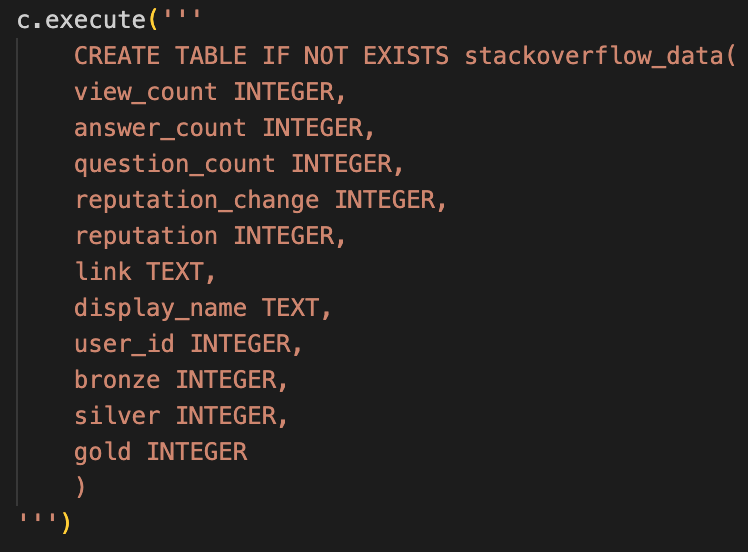 c.execute('''
    CREATE TABLE IF NOT EXISTS stackoverflow_data(
    view_count INTEGER,
    answer_count INTEGER,
    question_count INTEGER,
    reputation_change INTEGER,
    reputation INTEGER,
    link TEXT,
    display_name TEXT,
    user_id INTEGER,
    bronze INTEGER,
    silver INTEGER,
    gold INTEGER
    )
''')